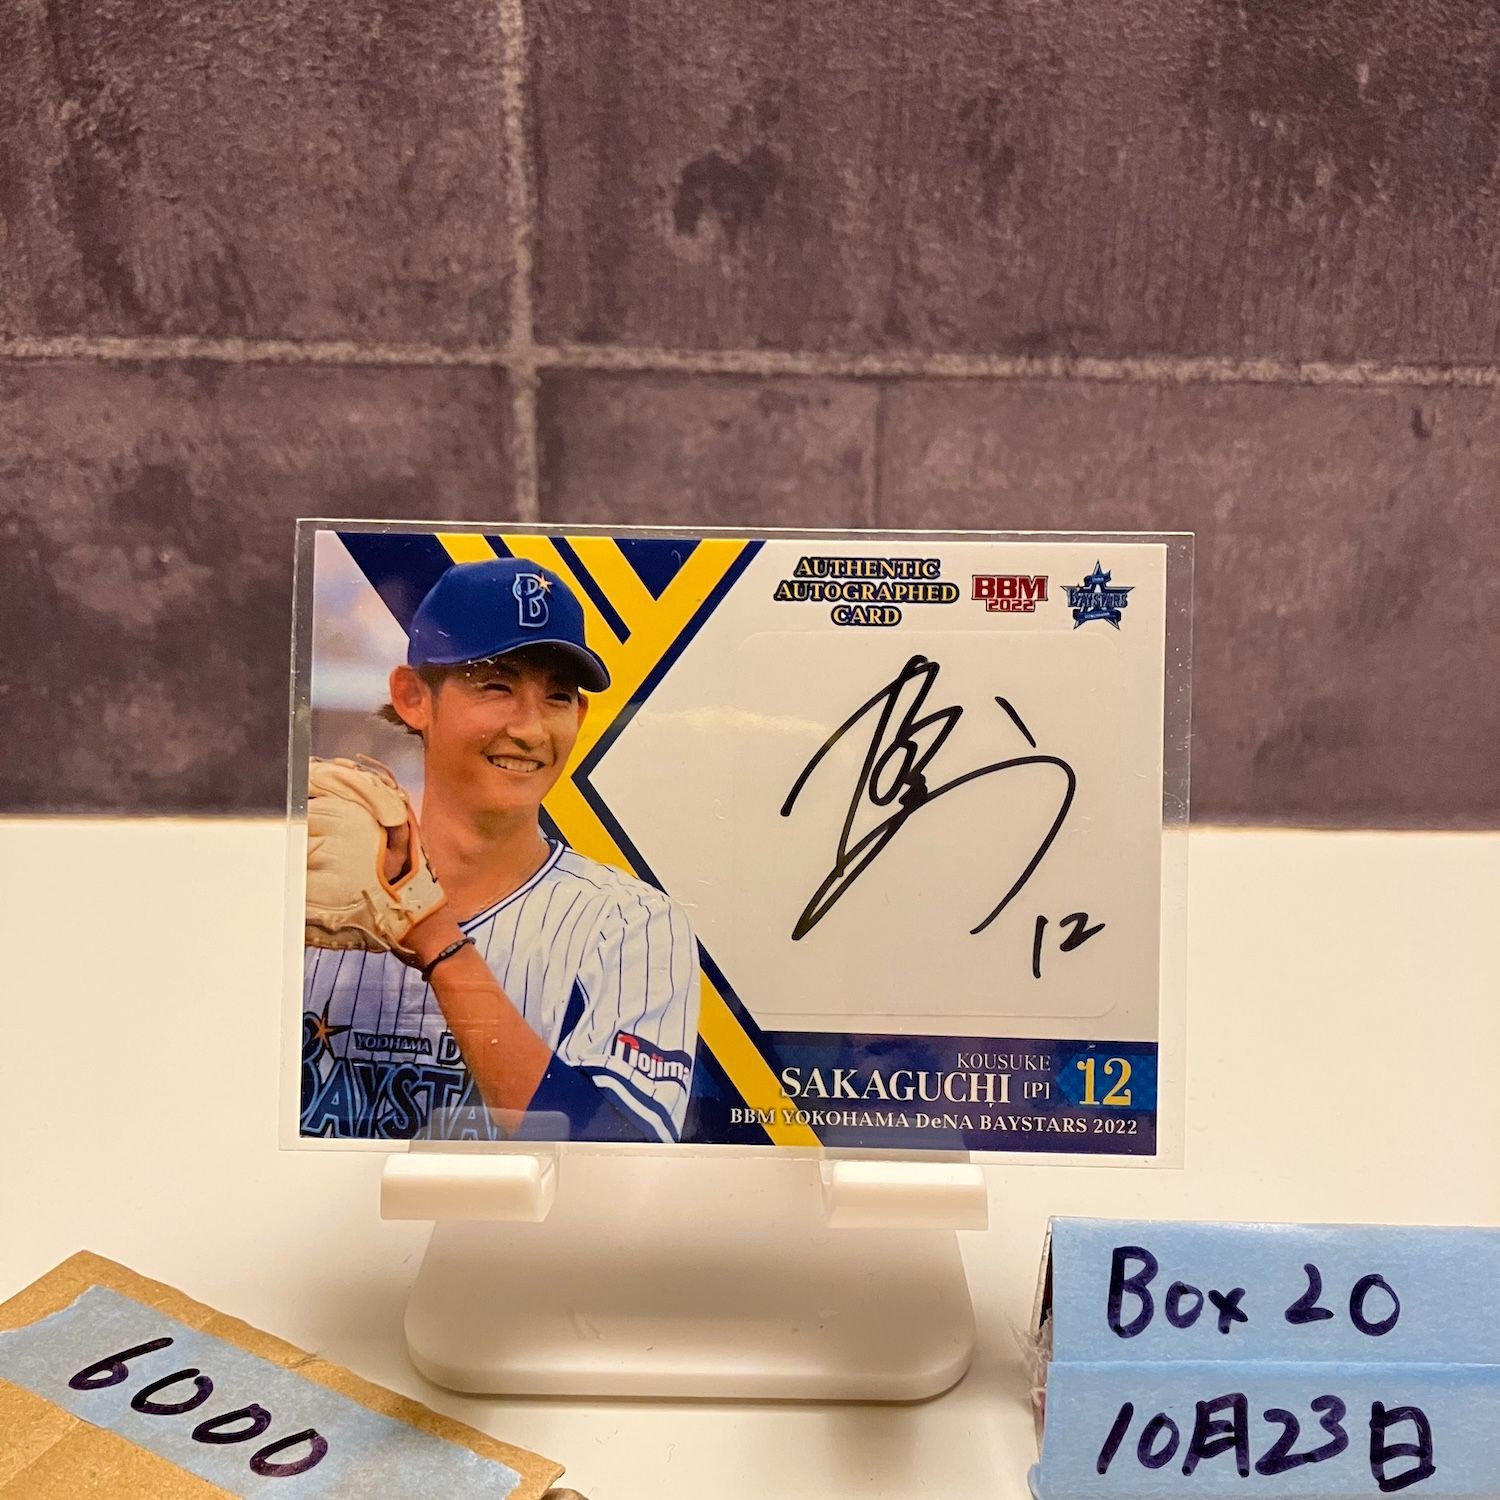 AUTHENTIC
AUTOGRAPHED
CARD
BBM
2022
BAYSTARS
B
12
YOKOHAMA D
BAYSTA
Dojima
KOUSUKE
SAKAGUCHI [P] 12
BBM YOKOHAMA DeNA BAYSTARS 2022
6000
Box 20
10月23日